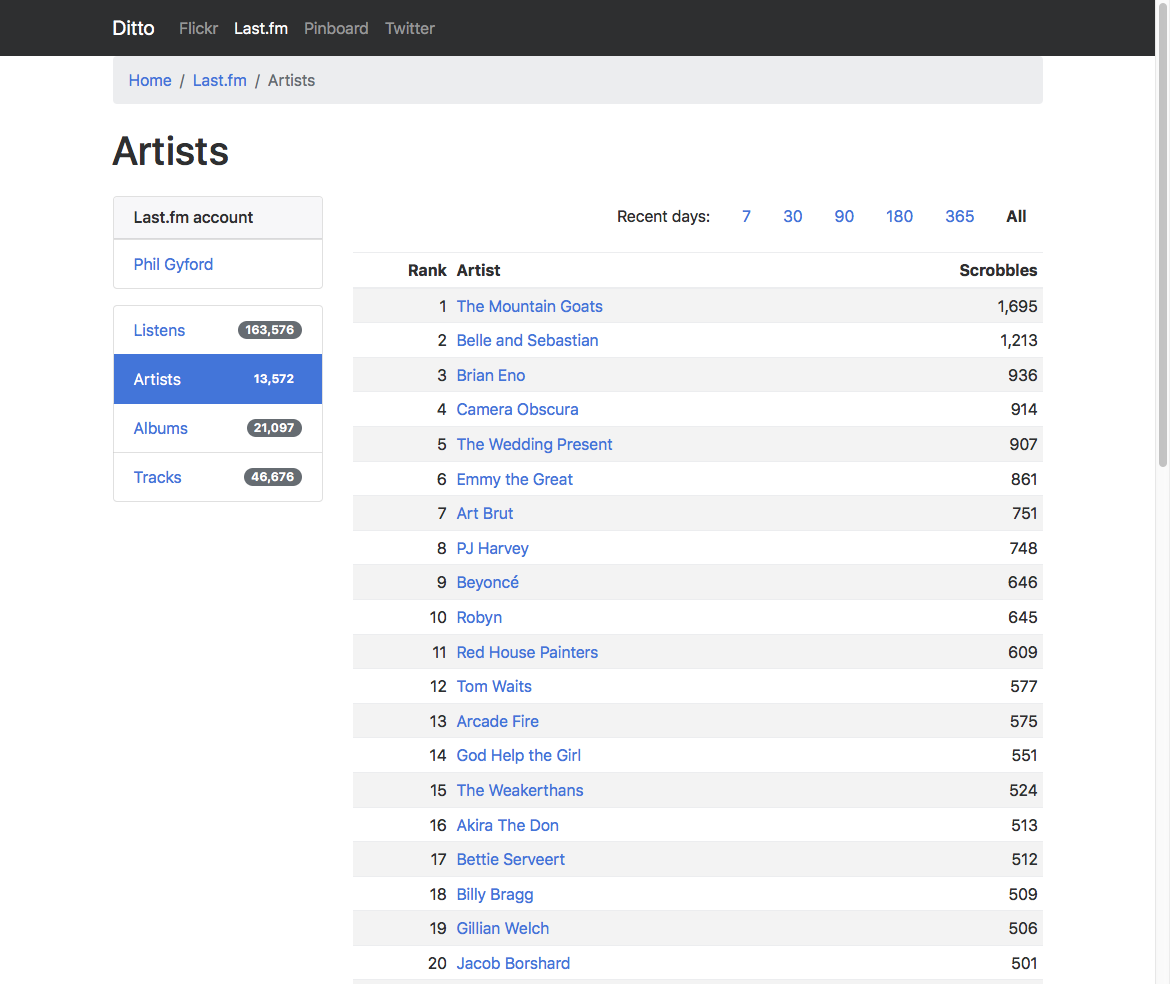 Ditto Flickr Last.fm Pinboard Twitter
Home / Last.fm / Artists
Artists
Last.fm account
Phil Gyford
Listens 163,576
Artists 13,572
Albums 21,097
Tracks 46,676
Recent days: 7 30 90 180 365 All
Rank Artist Scrobbles
1 The Mountain Goats 1,695
2 Belle and Sebastian 1,213
3 Brian Eno 936
4 Camera Obscura 914
5 The Wedding Present 907
6 Emmy the Great 861
7 Art Brut 751
8 PJ Harvey 748
9 Beyoncé 646
10 Robyn 645
11 Red House Painters 609
12 Tom Waits 577
13 Arcade Fire 575
14 God Help the Girl 551
15 The Weakerthans 524
16 Akira The Don 513
17 Bettie Serveert 512
18 Billy Bragg 509
19 Gillian Welch 506
20 Jacob Borshard 501